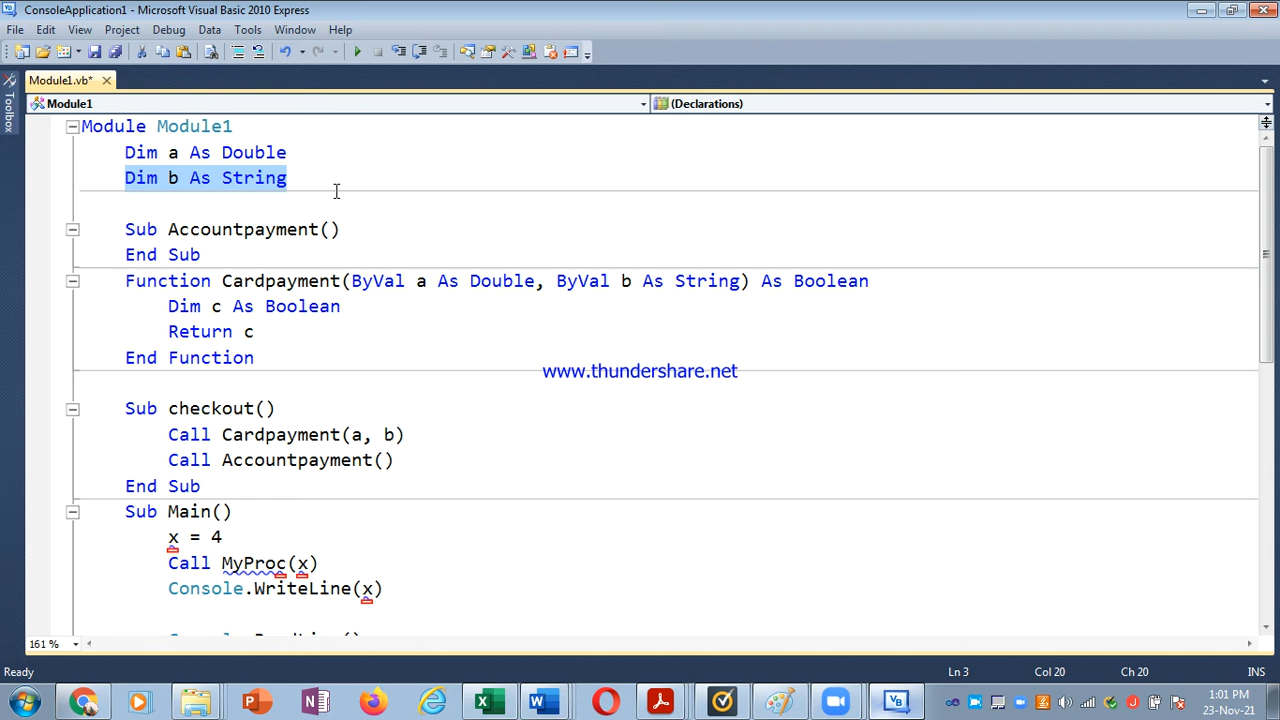 ConsoleApplication1 - Microsoft Visual Basic 2010 Express
File Edit View Project Debug Data Tools Window Help
Module1.vb*
Toolbox
Module1 (Declarations)
Module Module1
Dim a As Double
Dim b As String
Sub Accountpayment()
End Sub
Function Cardpayment(ByVal a As Double, ByVal b As String) As Boolean
Dim c As Boolean
Return c
End Function
www.thundershare.net
Sub checkout()
Call Cardpayment(a, b)
Call Accountpayment()
End Sub
Sub Main()
x = 4
Call MyProc(x)
Console.WriteLine(x)
161 %
Ready Ln 3 Col 20 Ch 20 INS
1:01 PM
23-Nov-21